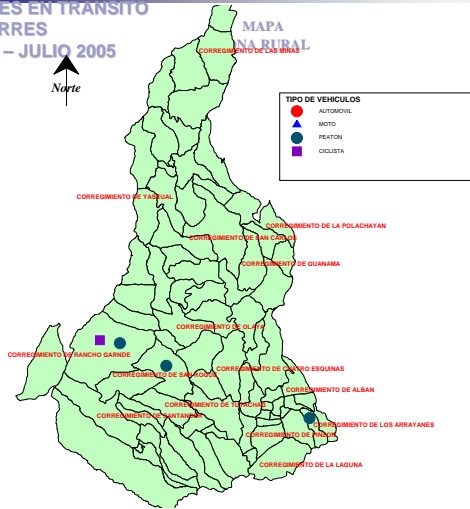 ES EN TRANSITO
RRES
– JULIO 2005
MAPA
NA RURAL
Norte
TIPO DE VEHICULOS
AUTOMOVIL
MOTO
PEATON
CICLISTA
CORREGIMIENTO DE LAS MINAS
CORREGIMIENTO DE YASCUAL
CORREGIMIENTO DE LA POLACHAYAN
CORREGIMIENTO DE SAN CARLOS
CORREGIMIENTO DE GUANAMA
CORREGIMIENTO DE OLAYA
CORREGIMIENTO DE RANCHO GARNDE
CORREGIMIENTO DE SAN ROQUE
CORREGIMIENTO DE CUATRO ESQUINAS
CORREGIMIENTO DE ALBAN
CORREGIMIENTO DE TUTACHAG
CORREGIMIENTO DE SANTANDER
CORREGIMIENTO DE LOS ARRAYANES
CORREGIMIENTO DE PINZON
CORREGIMIENTO DE LA LAGUNA